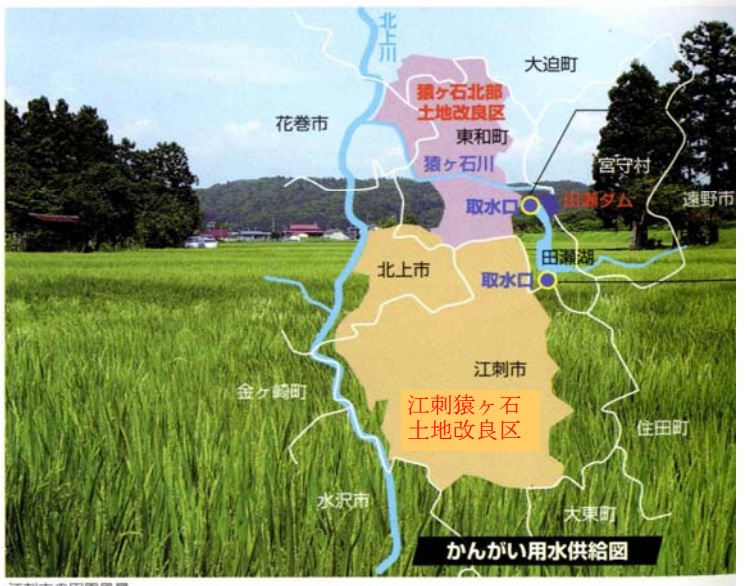 北上川
大迫町
猿ヶ石北部
土地改良区
花巻市
東和町
猿ヶ石川
宮守村
取水口
田瀬ダム
遠野市
田瀬湖
北上市
取水口
江刺市
金ヶ崎町
江刺猿ヶ石
土地改良区
住田町
水沢市
大東町
かんがい用水供給図